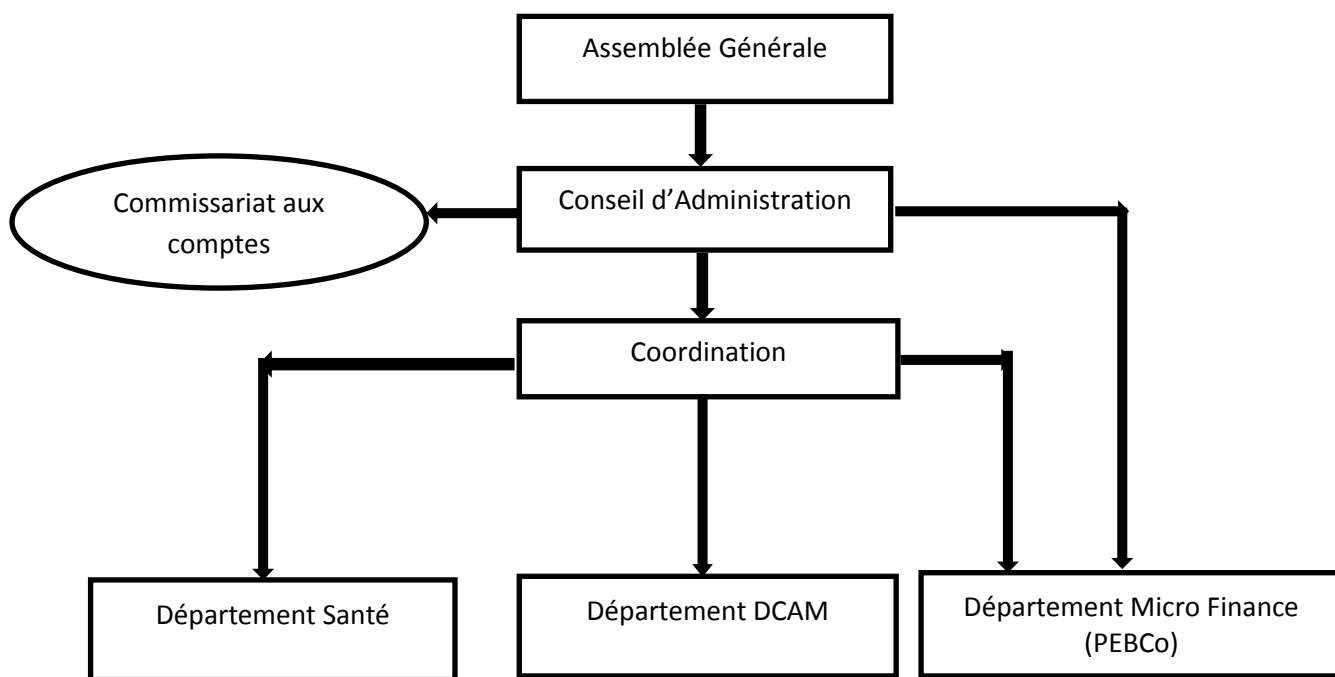 Assemblée Générale
Commissariat aux
comptes
Conseil d’Administration
Coordination
Département Santé
Département DCAM
Département Micro Finance
(PEBCo)